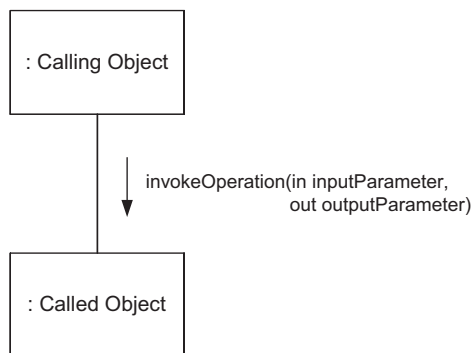 : Calling Object
invokeOperation(in inputParameter,
out outputParameter)
: Called Object